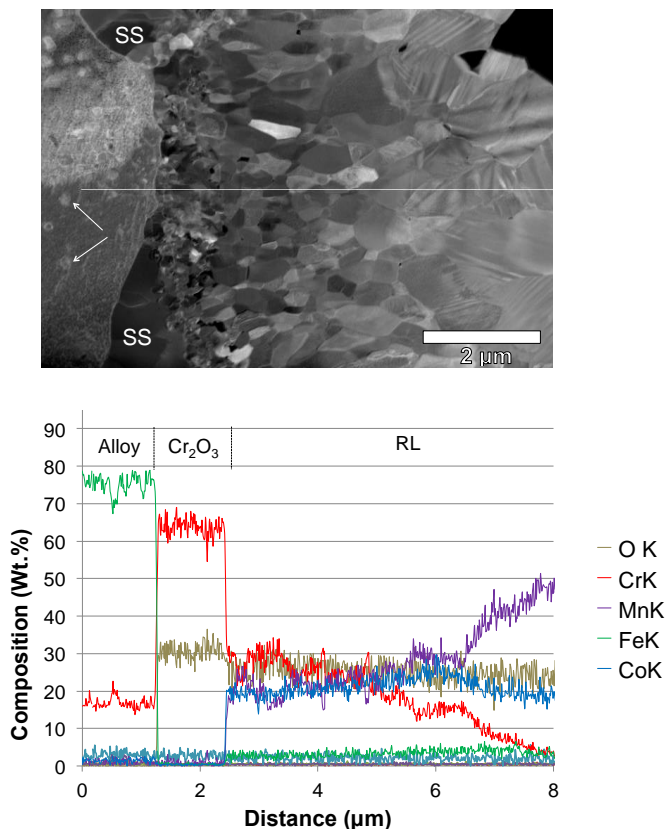 SS
SS
2 µm
90
80
70
60
50
40
30
20
10
0
Composition (Wt.%)
Alloy
Cr₂O₃
RL
0
2
4
6
8
Distance (µm)
O K
CrK
MnK
FeK
CoK